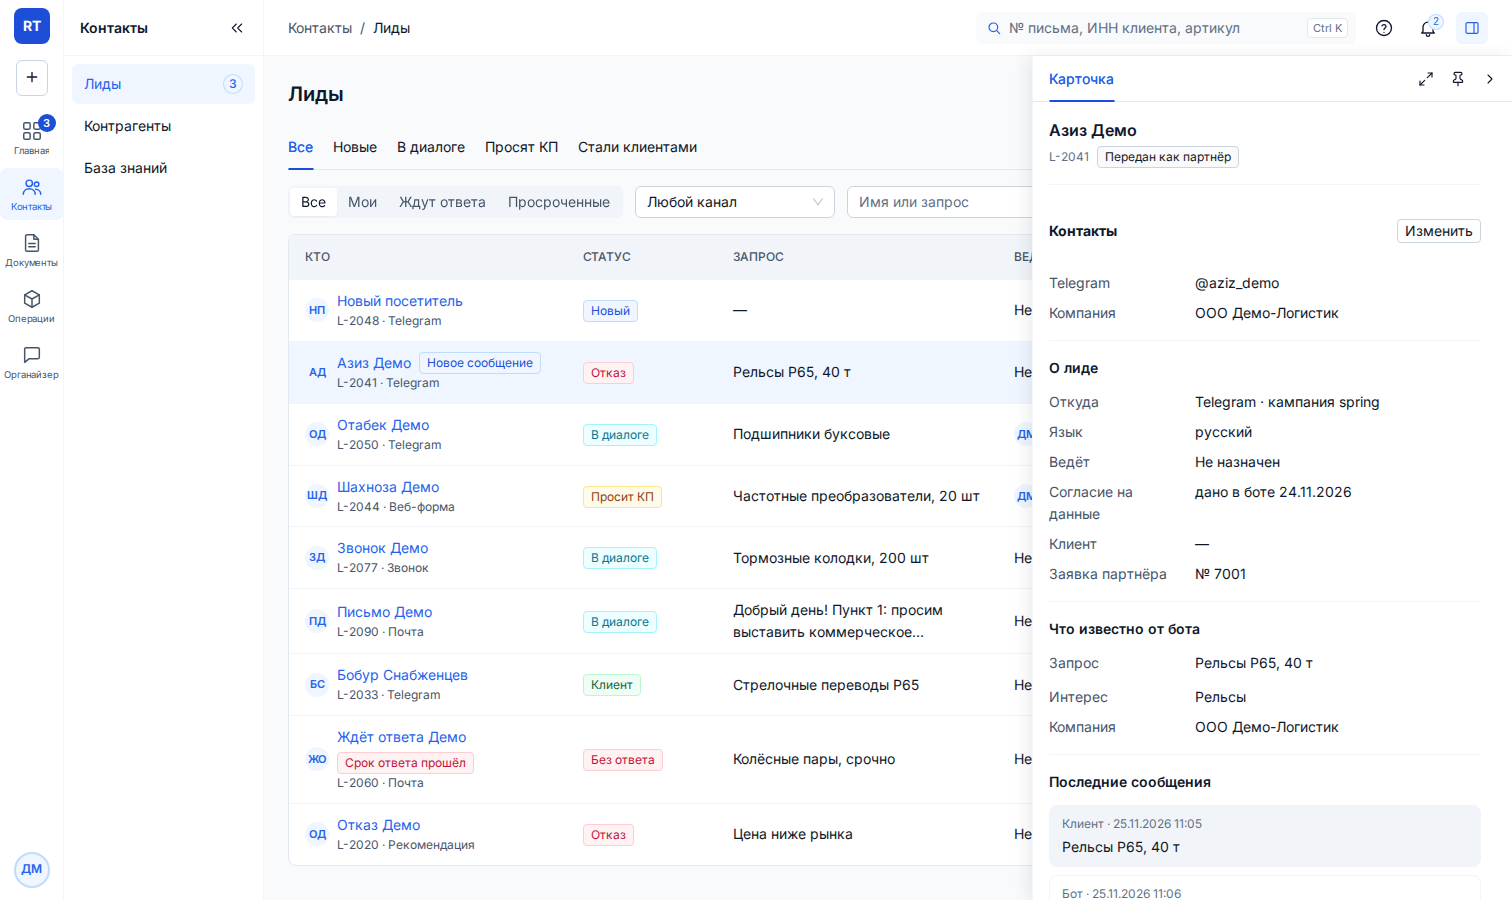 RT
Контакты
Контакты / Лиды
№ письма, ИНН клиента, артикул
Ctrl K
2
+
3
Главная
Контакты
Документы
Операции
Органайзер
ДМ
Лиды
3
Контрагенты
База знаний
Лиды
Все
Новые
В диалоге
Просят КП
Стали клиентами
Все
Мои
Ждут ответа
Просроченные
Любой канал
Имя или запрос
КТО
СТАТУС
ЗАПРОС
ВЕД
НП
Новый посетитель
L-2048 · Telegram
Новый
—
Не
АД
Азиз Демо
Новое сообщение
L-2041 · Telegram
Отказ
Рельсы Р65, 40 т
Не
ОД
Отабек Демо
L-2050 · Telegram
В диалоге
Подшипники буксовые
ДМ
ШД
Шахноза Демо
L-2044 · Веб-форма
Просит КП
Частотные преобразователи, 20 шт
ДМ
ЗД
Звонок Демо
L-2077 · Звонок
В диалоге
Тормозные колодки, 200 шт
Не
ПД
Письмо Демо
L-2090 · Почта
В диалоге
Добрый день! Пункт 1: просим
выставить коммерческое...
Не
БС
Бобур Снабженцев
L-2033 · Telegram
Клиент
Стрелочные переводы Р65
Не
ЖО
Ждёт ответа Демо
Срок ответа прошёл
L-2060 · Почта
Без ответа
Колёсные пары, срочно
Не
ОД
Отказ Демо
L-2020 · Рекомендация
Отказ
Цена ниже рынка
Не
Карточка
Азиз Демо
L-2041
Передан как партнёр
Контакты
Изменить
Telegram
@aziz_demo
Компания
ООО Демо-Логистик
О лиде
Откуда
Telegram · кампания spring
Язык
русский
Ведёт
Не назначен
Согласие на
данные
дано в боте 24.11.2026
Клиент
—
Заявка партнёра
№ 7001
Что известно от бота
Запрос
Рельсы Р65, 40 т
Интерес
Рельсы
Компания
ООО Демо-Логистик
Последние сообщения
Клиент · 25.11.2026 11:05
Рельсы Р65, 40 т
Бот · 25.11.2026 11:06